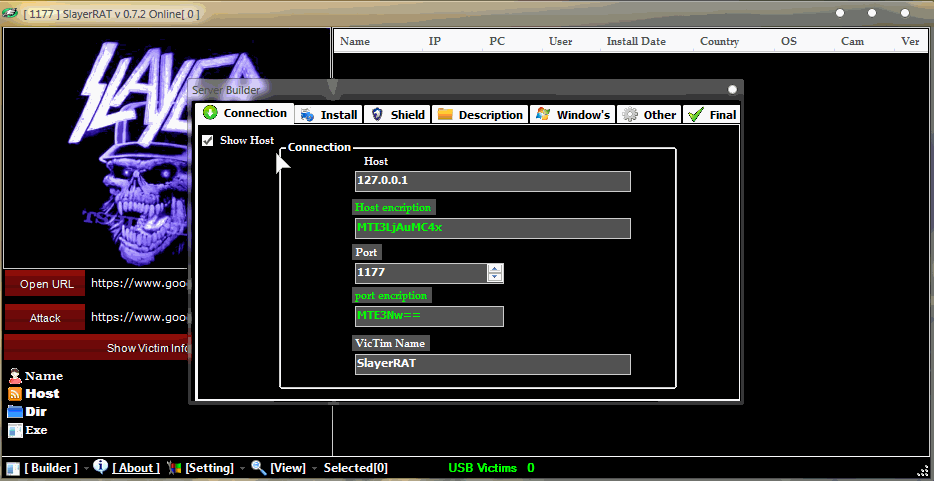 [ 1177 ] SlayerRAT v 0.7.2 Online[ 0 ]
Name IP PC User Install Date Country OS Cam Ver
SLAYER
Server Builder
Connection Install Shield Description Window's Other Final
Show Host
Connection
Host
127.0.0.1
Host encription
MTI3LjAuMC4x
Port
1177
port encription
MTE3Nw==
VicTim Name
SlayerRAT
Open URL https://www.goo
Attack https://www.goo
Show Victim Info
Name
Host
Dir
Exe
[ Builder ] - [ About ] [Setting] - [View] - Selected[0] USB Victims 0